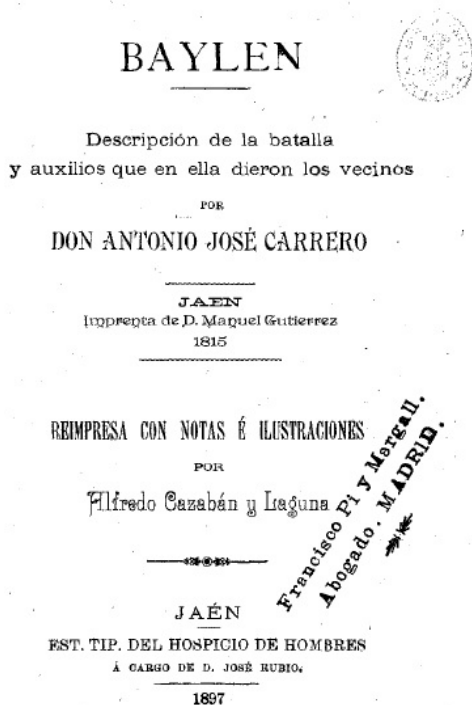 BAYLEN
Descripción de la batalla
y auxilios que en ella dieron los vecinos
POR
DON ANTONIO JOSÉ CARRERO
JAEN
Imprenta de D. Manuel Gutierrez
1815
REIMPRESA CON NOTAS É ILUSTRACIONES
POR
Alfredo Cazabán y Laguna
Francisco Pi y Margall.
Abogado. MADRID.
JAÉN
EST. TIP. DEL HOSPICIO DE HOMBRES
Á CARGO DE D. JOSÉ RUBIO.
1897